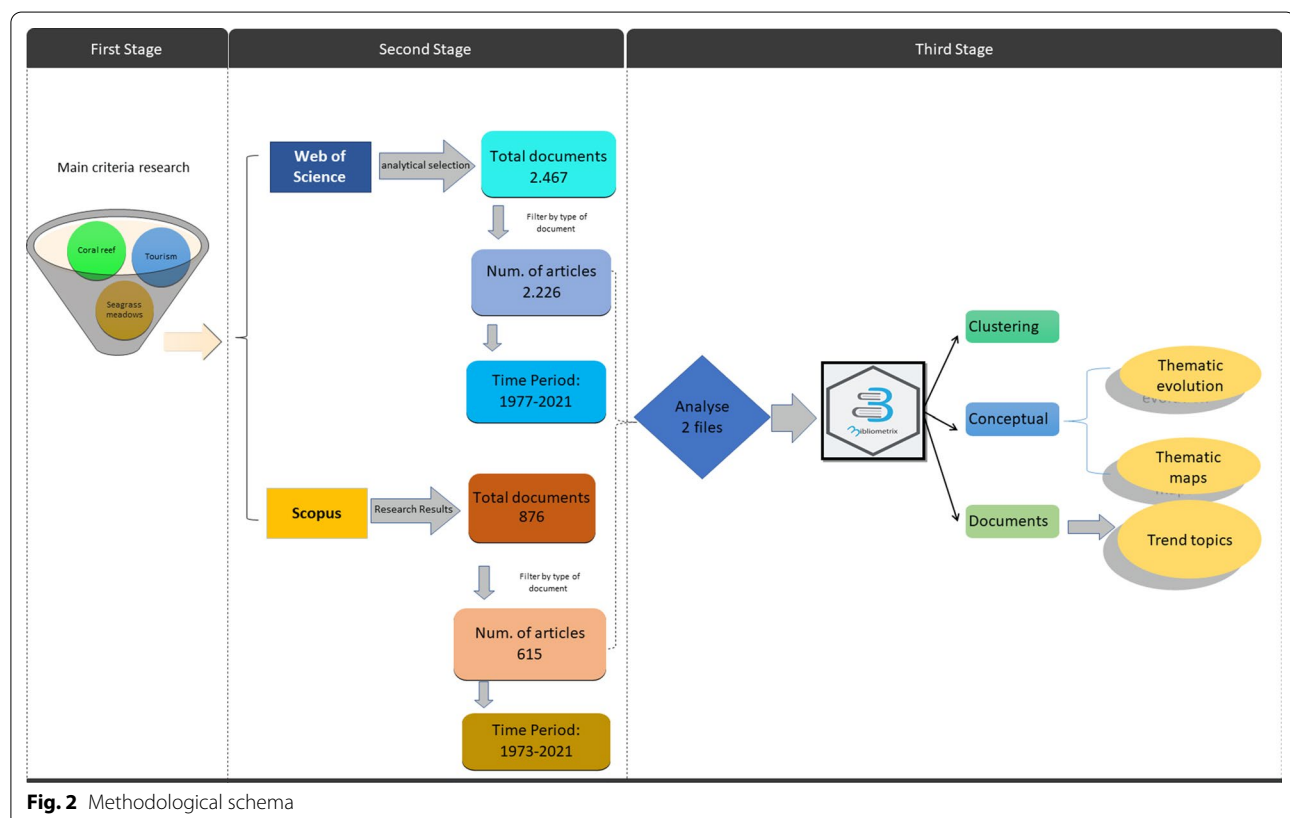 First Stage
Second Stage
Third Stage
Main criteria research
Coral reef
Tourism
Seagrass
meadows
Web of
Science
analytical selection
Total documents
2.467
Filter by type of
document
Num. of articles
2.226
Time Period:
1977-2021
Scopus
Research Results
Total documents
876
Filter by type of
document
Num. of articles
615
Time Period:
1973-2021
Analyse
2 files
Bibliometrix
Clustering
Conceptual
Documents
Thematic
evolution
Thematic
maps
Trend topics
Fig. 2 Methodological schema